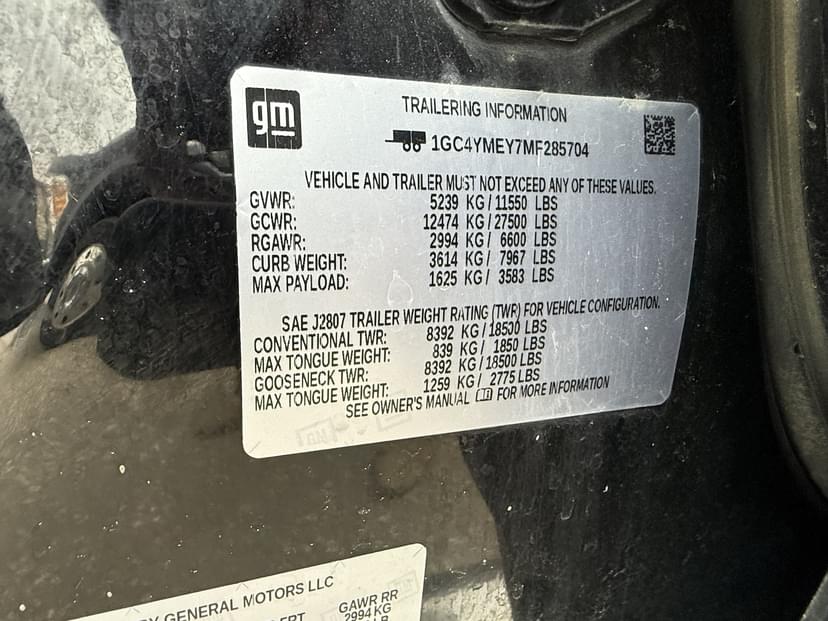 gm
TRAILERING INFORMATION
1GC4YMEY7MF285704
VEHICLE AND TRAILER MUST NOT EXCEED ANY OF THESE VALUES.
GVWR: 5239 KG / 11550 LBS
GCWR: 12474 KG / 27500 LBS
RGAWR: 2994 KG / 6600 LBS
CURB WEIGHT: 3614 KG / 7967 LBS
MAX PAYLOAD: 1625 KG / 3583 LBS
SAE J2807 TRAILER WEIGHT RATING (TWR) FOR VEHICLE CONFIGURATION.
CONVENTIONAL TWR: 8392 KG / 18500 LBS
MAX TONGUE WEIGHT: 839 KG / 1850 LBS
GOOSENECK TWR: 8392 KG / 18500 LBS
MAX TONGUE WEIGHT: 1259 KG / 2775 LBS
SEE OWNER'S MANUAL FOR MORE INFORMATION
BY GENERAL MOTORS LLC
GAWR RR
2994KG